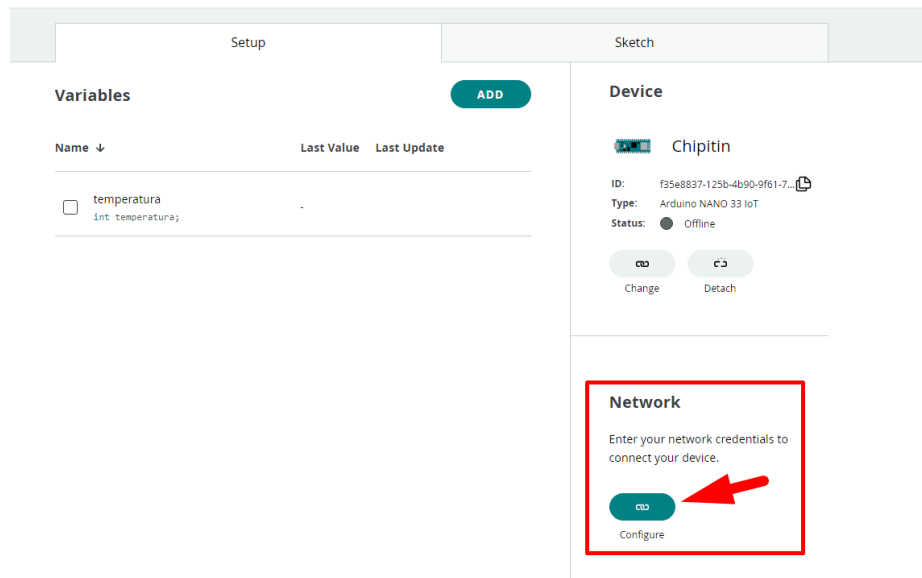 Setup
Sketch
Variables
ADD
Name ↓
Last Value
Last Update
temperatura
int temperatura;
-
Device
Chipitin
ID: f35e8837-125b-4b90-9f61-7...
Type: Arduino NANO 33 IoT
Status: Offline
Change
Detach
Network
Enter your network credentials to
connect your device.
Configure